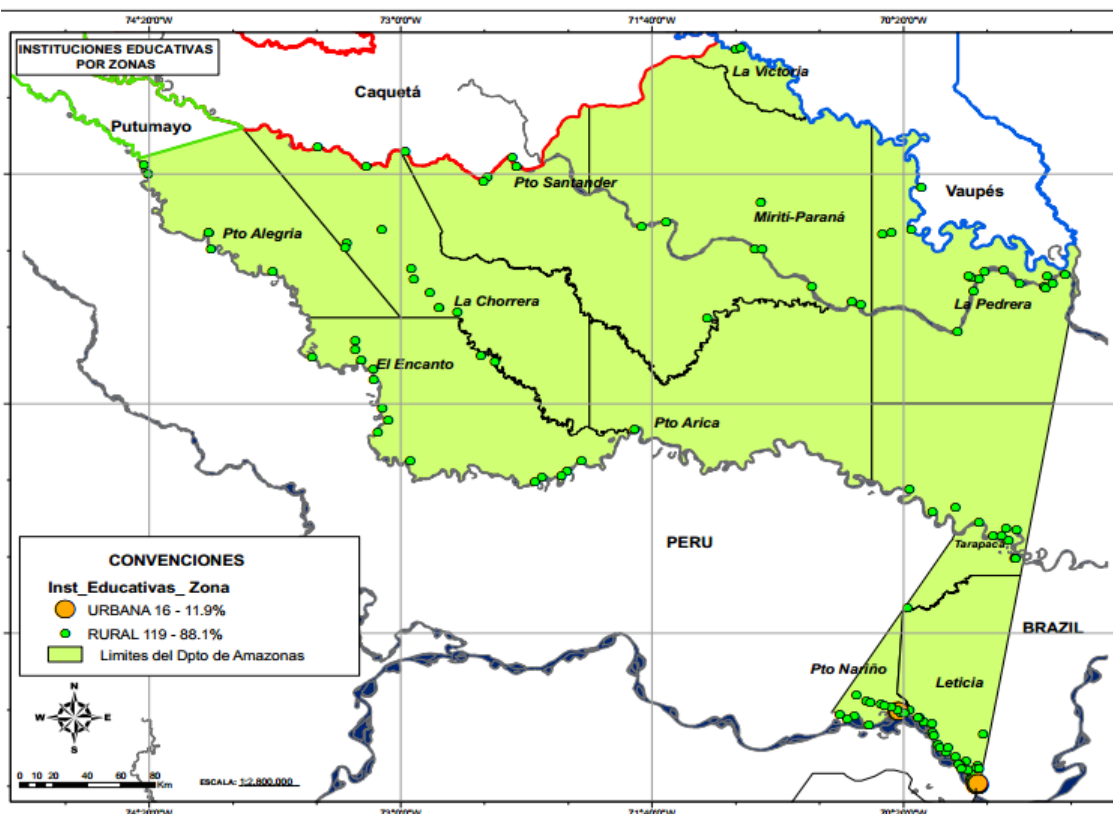 74°20'0"W 73°0'0"W 71°40'0"W 70°20'0"W
INSTITUCIONES EDUCATIVAS
POR ZONAS
La Victoria
Caquetá
Putumayo
Pto Santander
Vaupés
Miriti-Paraná
Pto Alegria
La Chorrera
La Pedrera
El Encanto
Pto Arica
PERU
Tarapacá
CONVENCIONES
Inst_Educativas_ Zona
URBANA 16 - 11.9%
RURAL 119 - 88.1%
Limites del Dpto de Amazonas
BRAZIL
Pto Nariño
Leticia
N
W E
S
0 10 20 40 60 80
Km
ESCALA: 1:2.800.000